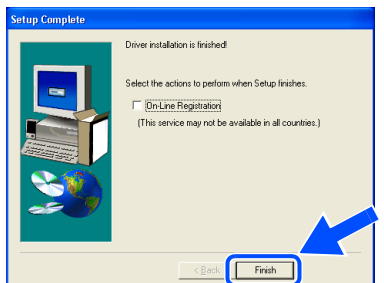 Setup Complete
Driver installation is finished!
Select the actions to perform when Setup finishes.
On-Line Registration
(This service may not be available in all countries.)
< Back
Finish